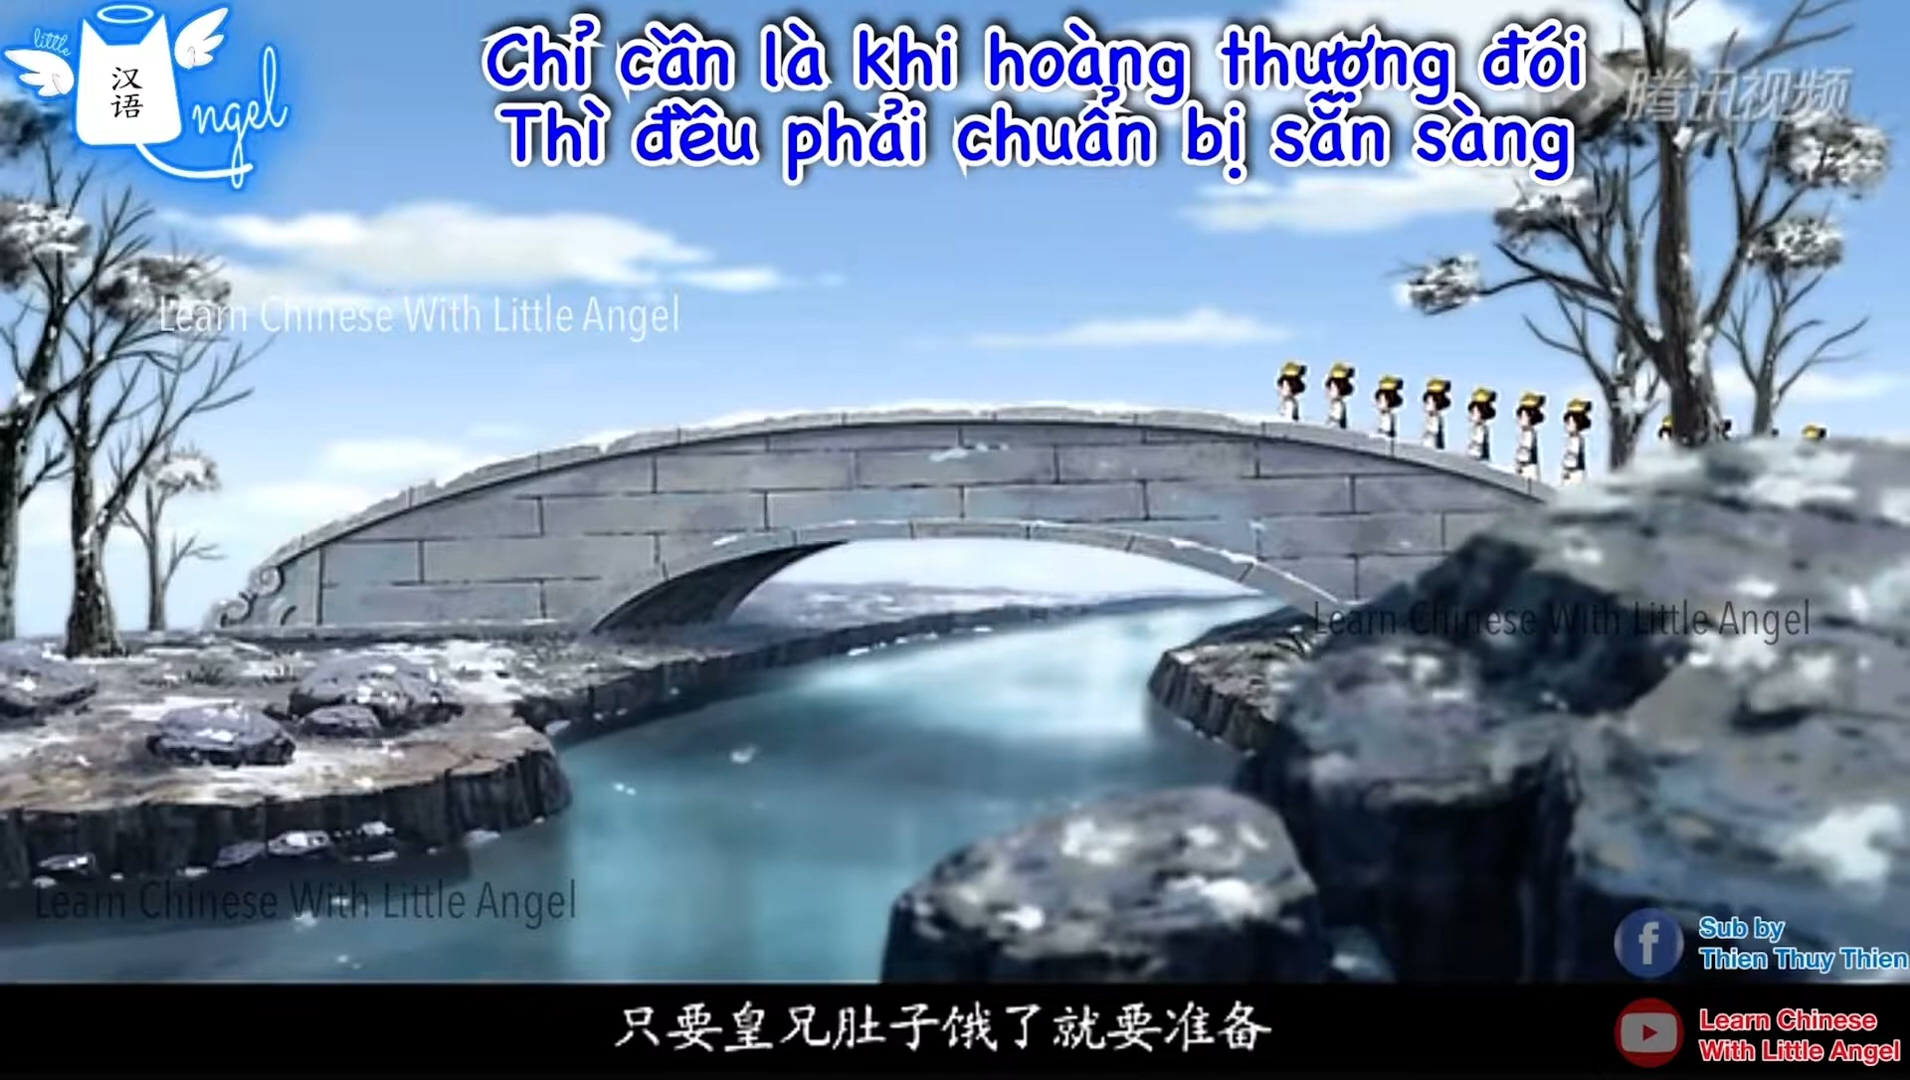 little
汉语
Angel
Chỉ cần là khi hoàng thượng đói
Thì đều phải chuẩn bị sẵn sàng
腾讯视频
Learn Chinese With Little Angel
Learn Chinese With Little Angel
Learn Chinese With Little Angel
Sub by
Thien Thuy Thien
只要皇兄肚子饿了就要准备
Learn Chinese
With Little Angel